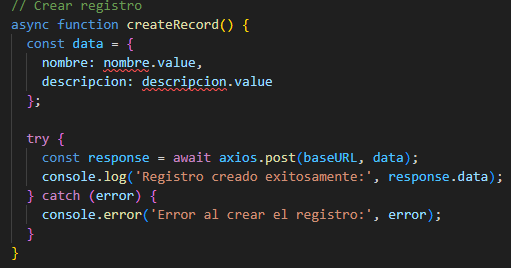 // Crear registro
async function createRecord() {
  const data = {
    nombre: nombre.value,
    descripcion: descripcion.value
  };

  try {
    const response = await axios.post(baseURL, data);
    console.log('Registro creado exitosamente:', response.data);
  } catch (error) {
    console.error('Error al crear el registro:', error);
  }
}